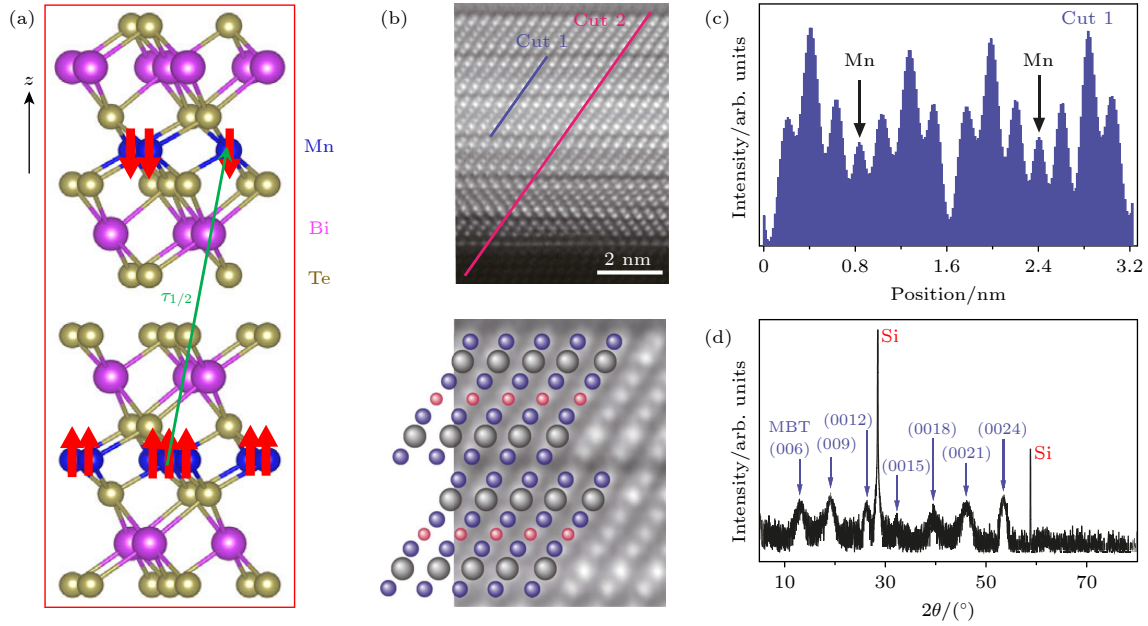 (a)
z
Mn
Bi
Te
τ1/2
(b)
Cut 2
Cut 1
2 nm
(c)
Cut 1
Mn
Mn
Intensity/arb. units
0
0.8
1.6
2.4
3.2
Position/nm
(d)
Si
Si
MBT
(006)
(009)
(0012)
(0015)
(0018)
(0021)
(0024)
Intensity/arb. units
10
30
50
70
2θ/(°)